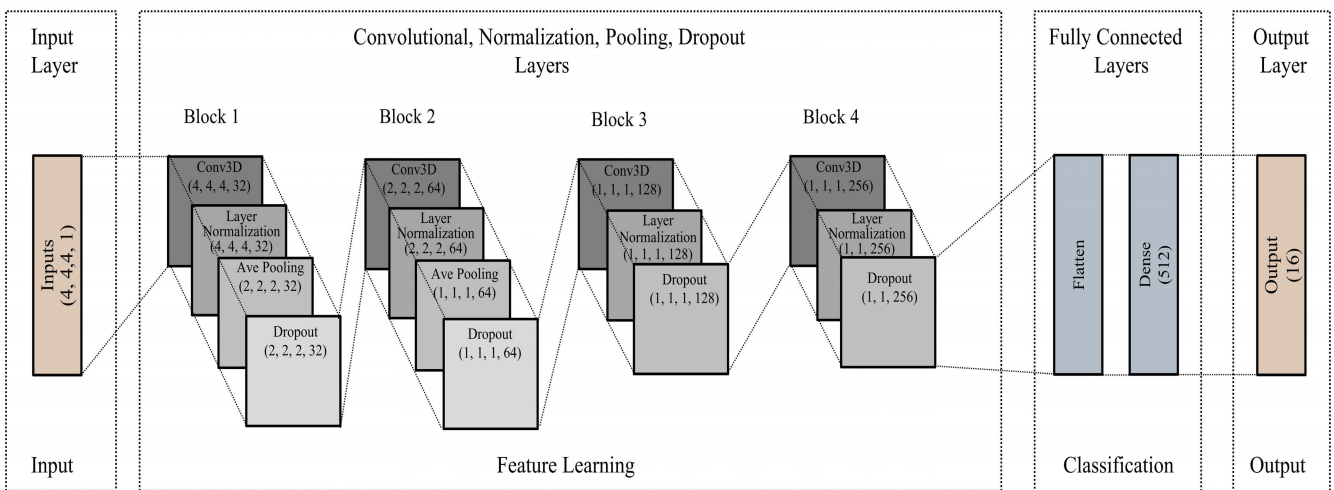 Input
Layer
Convolutional, Normalization, Pooling, Dropout
Layers
Fully Connected
Layers
Output
Layer
Block 1
Block 2
Block 3
Block 4
Inputs
(4, 4,4, 1)
Conv3D
(4, 4, 4, 32)
Layer
Normalization
(4, 4, 4, 32)
Ave Pooling
(2, 2, 2, 32)
Dropout
(2, 2, 2, 32)
Conv3D
(2, 2, 2, 64)
Layer
Normalization
(2, 2, 2, 64)
Ave Pooling
(1, 1, 1, 64)
Dropout
(1, 1, 1, 64)
Conv3D
(1, 1, 1, 128)
Layer
Normalization
(1, 1, 1, 128)
Dropout
(1, 1, 1, 128)
Conv3D
(1, 1, 1, 256)
Layer
Normalization
(1, 1, 256)
Dropout
(1, 1, 256)
Flatten
Dense
(512)
Output
(16)
Input
Feature Learning
Classification
Output